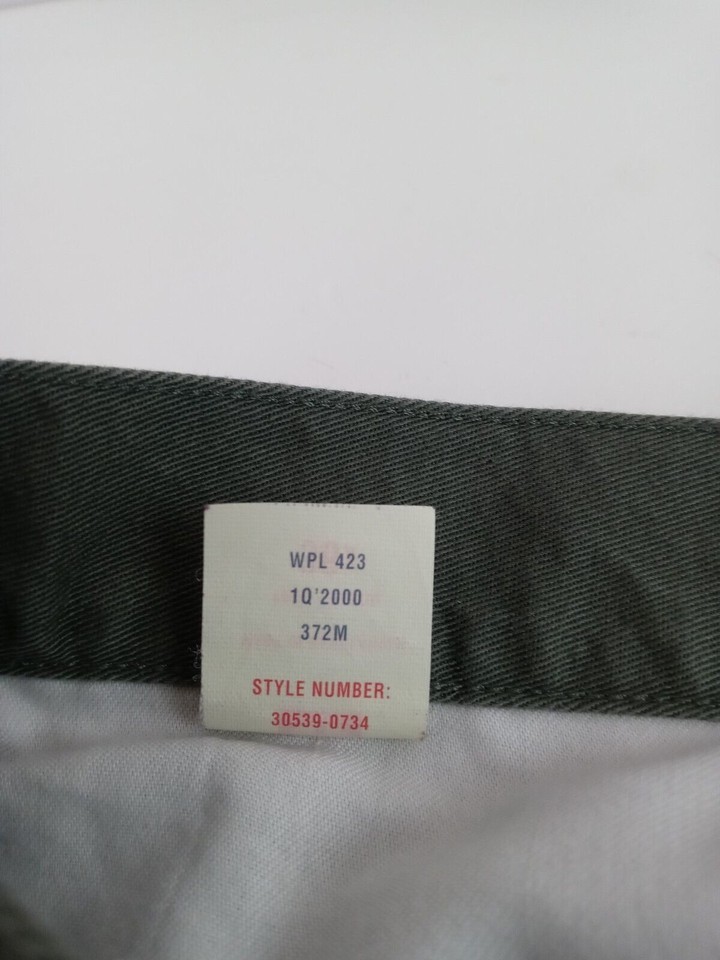 WPL 423
1Q'2000
372M
STYLE NUMBER:
30539-0734